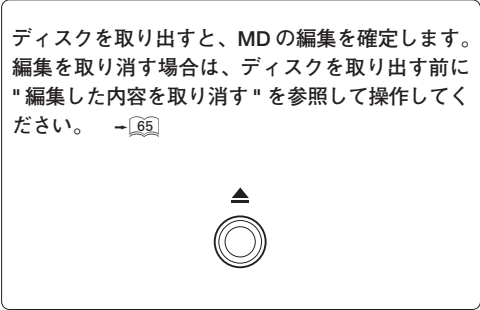 ディスクを取り出すと、MDの編集を確定します。
編集を取り消す場合は、ディスクを取り出す前に
"編集した内容を取り消す"を参照して操作してく
ださい。 →65